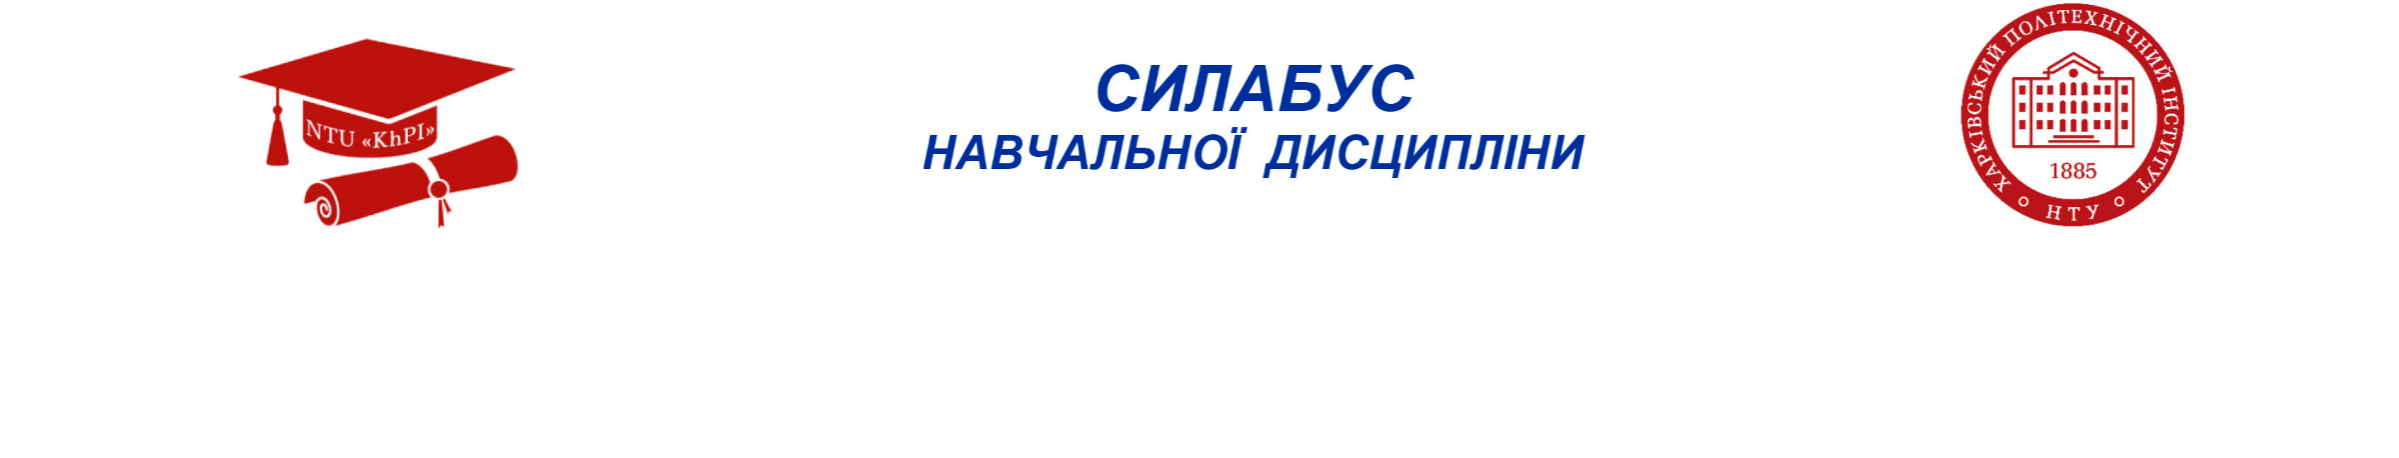 NTU «KhPI»
СИЛАБУС
НАВЧАЛЬНОЇ ДИСЦИПЛІНИ
ХАРКІВСЬКИЙ ПОЛІТЕХНІЧНИЙ ІНСТИТУТ
1885
НТУ